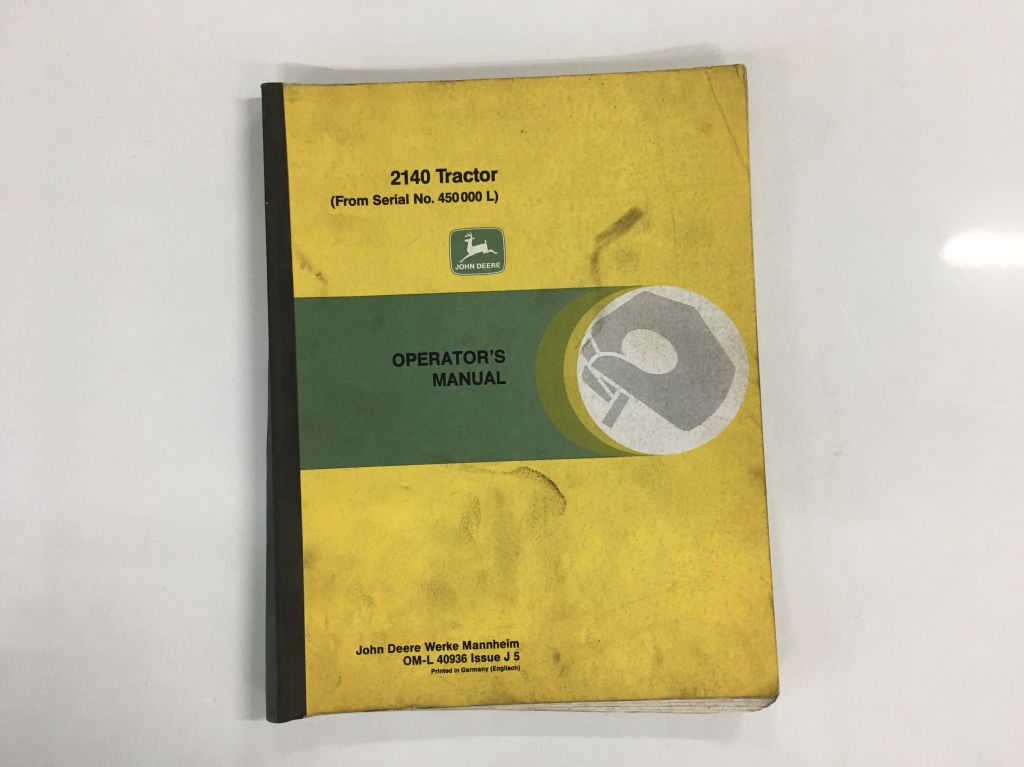 2140 Tractor
(From Serial No. 450000 L)
JOHN DEERE
OPERATOR'S
MANUAL
John Deere Werke Mannheim
OM-L 40936 Issue J 5
Printed in Germany (Englisch)